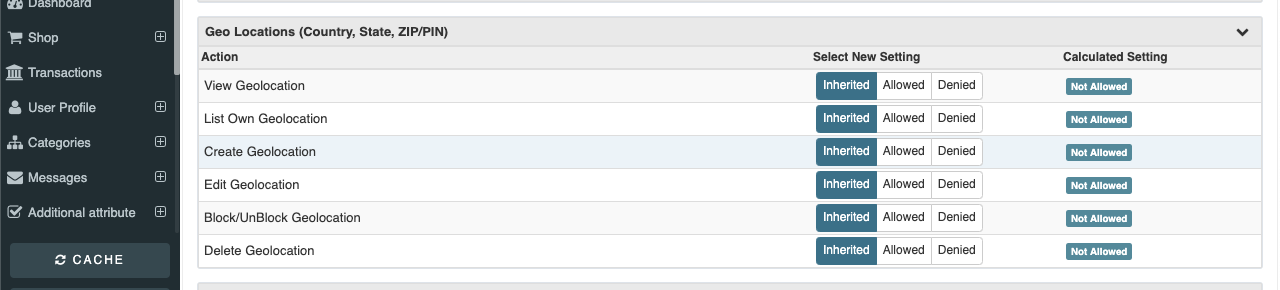 Dashboard
Shop
Transactions
User Profile
Categories
Messages
Additional attribute
CACHE
Geo Locations (Country, State, ZIP/PIN)
Action Select New Setting Calculated Setting
View Geolocation Inherited Allowed Denied Not Allowed
List Own Geolocation Inherited Allowed Denied Not Allowed
Create Geolocation Inherited Allowed Denied Not Allowed
Edit Geolocation Inherited Allowed Denied Not Allowed
Block/UnBlock Geolocation Inherited Allowed Denied Not Allowed
Delete Geolocation Inherited Allowed Denied Not Allowed